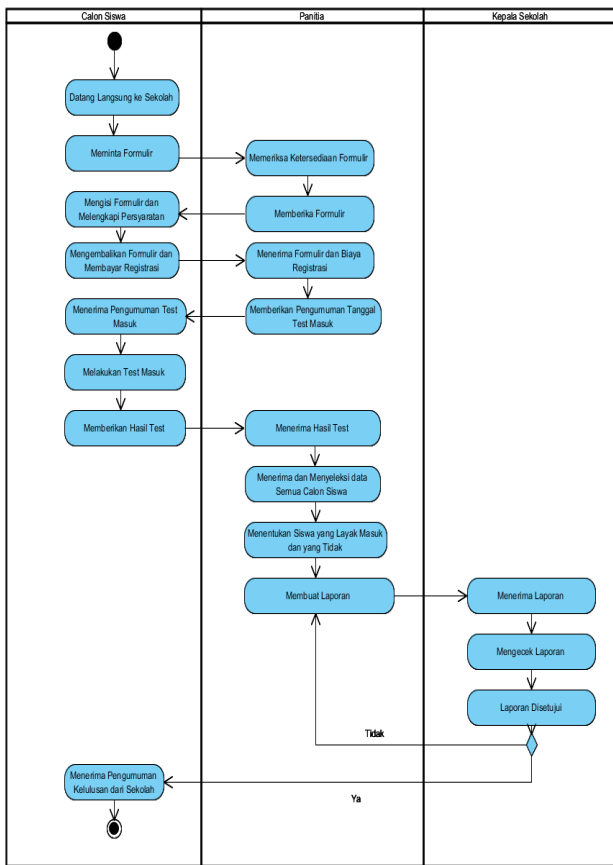 Calon Siswa
Panitia
Kepala Sekolah
Datang Langsung ke Sekolah
Meminta Formulir
Memeriksa Ketersediaan Formulir
Mengisi Formulir dan
Melengkapi Persyaratan
Memberika Formulir
Mengembalikan Formulir dan
Membayar Registrasi
Menerima Formulir dan Biaya
Registrasi
Menerima Pengumuman Test
Masuk
Memberikan Pengumuman Tanggal
Test Masuk
Melakukan Test Masuk
Memberikan Hasil Test
Menerima Hasil Test
Menerima dan Menyeleksi data
Semua Calon Siswa
Menentukan Siswa yang Layak Masuk
dan yang Tidak
Membuat Laporan
Menerima Laporan
Mengecek Laporan
Laporan Disetujui
Tidak
Menerima Pengumuman
Kelulusan dari Sekolah
Ya